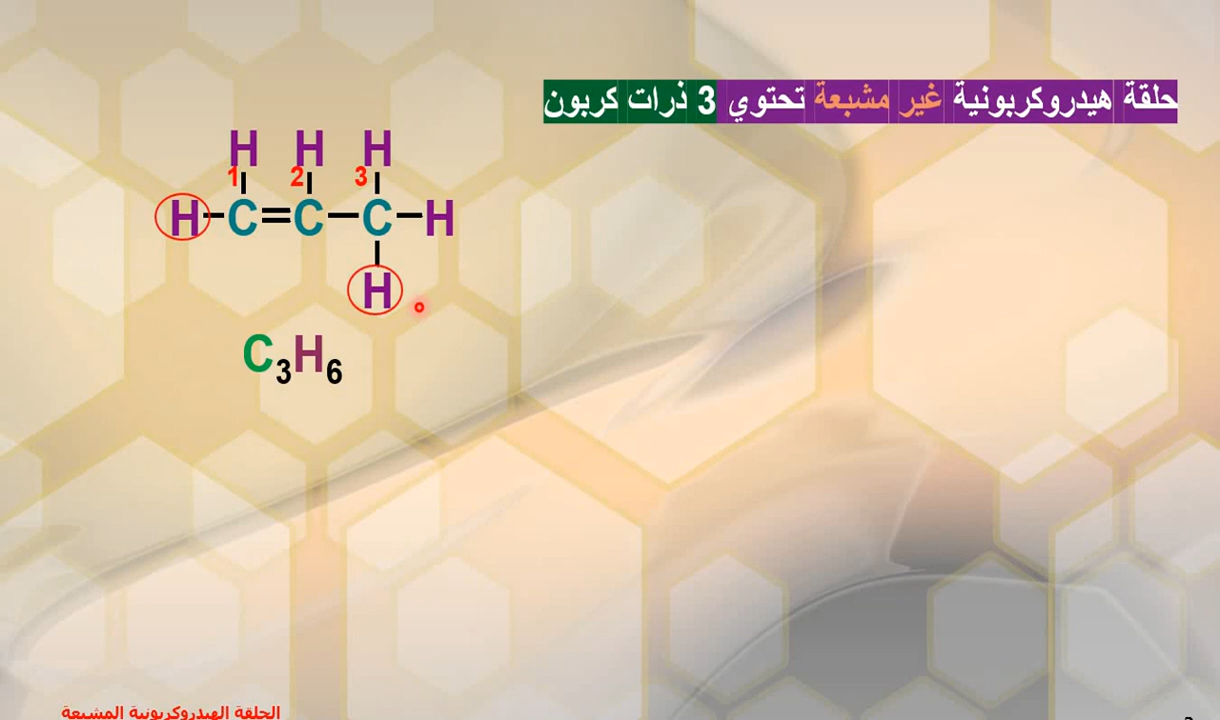 حلقة هيدروكربونية غير مشبعة تحتوي 3 ذرات كربون
H H H
1 2 3
H-C=C-C-H
H
C3H6
الحلقة الهيدروكربونية المشبعة